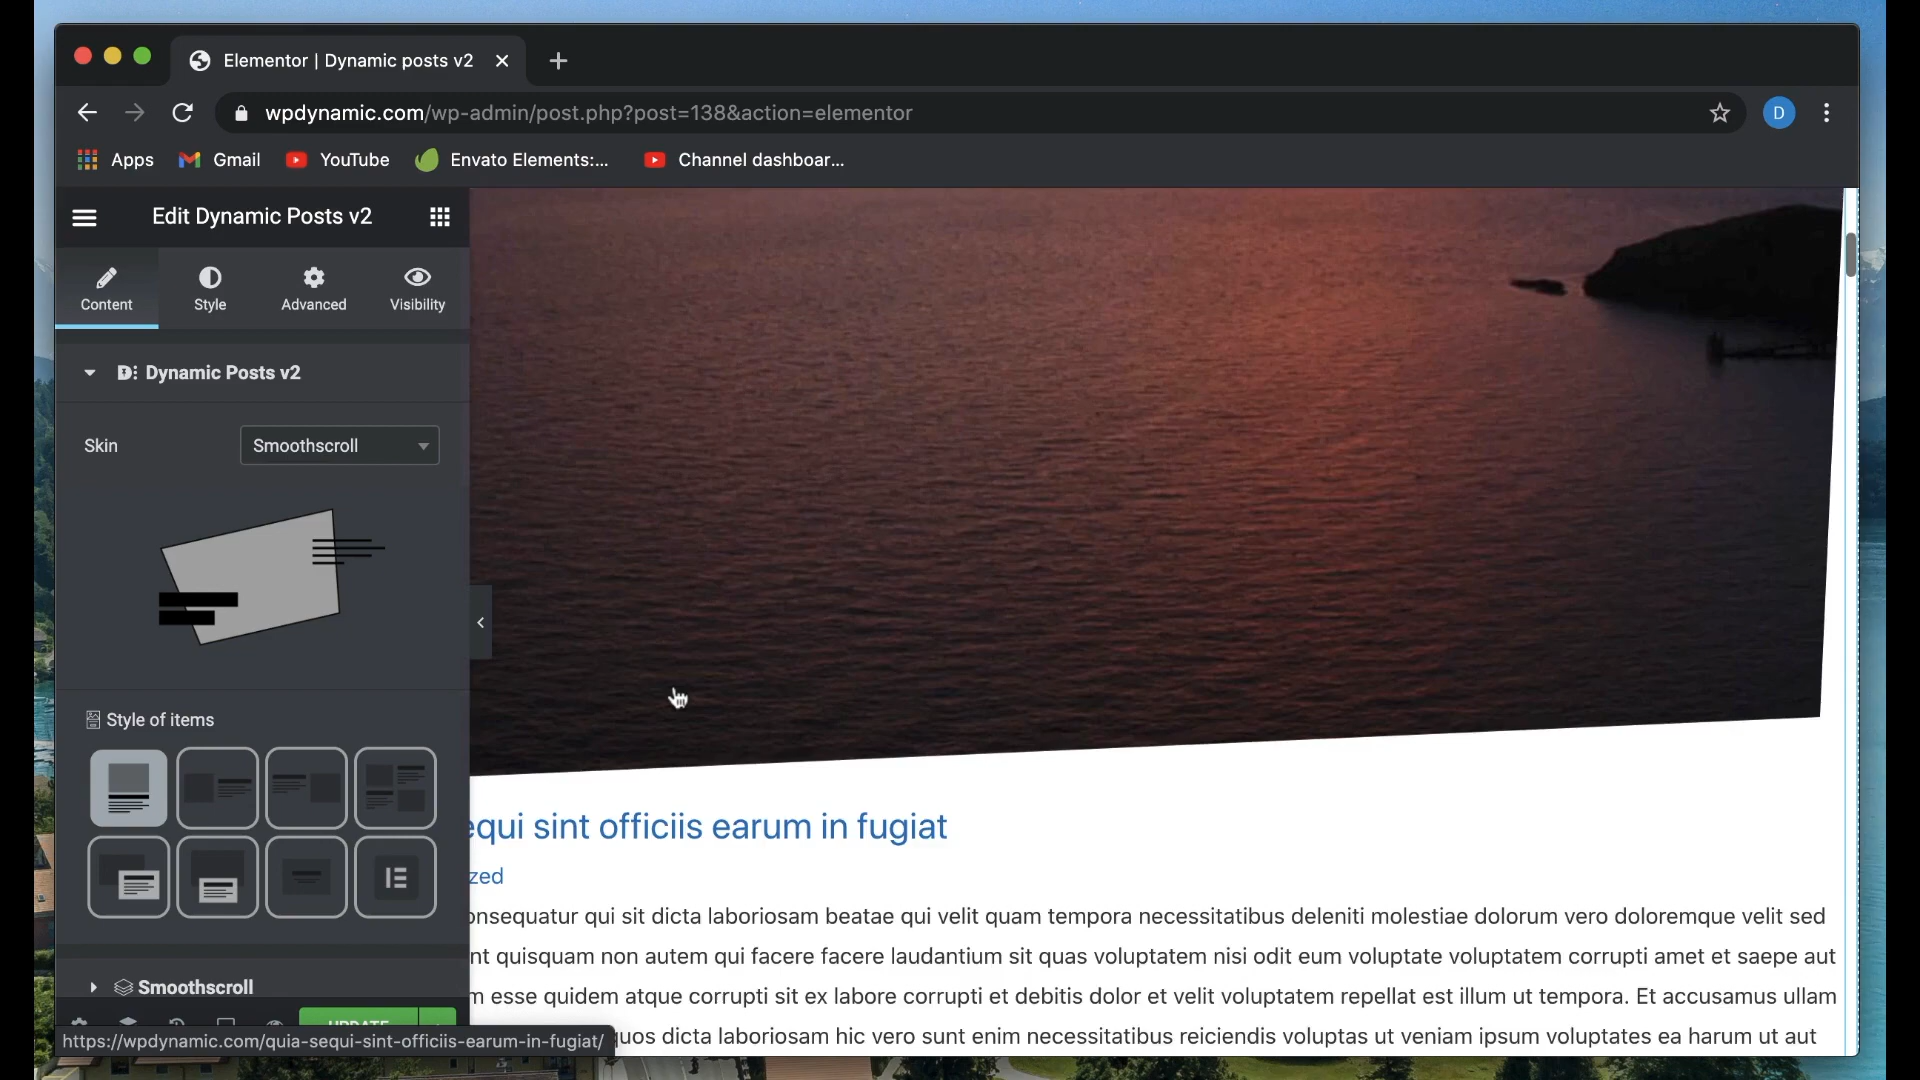 Elementor | Dynamic posts v2
wpdynamic.com/wp-admin/post.php?post=138&action=elementor
D
Apps
Gmail
YouTube
Envato Elements:...
Channel dashboar...
Edit Dynamic Posts v2
Content
Style
Advanced
Visibility
Dynamic Posts v2
Skin
Smoothscroll
Style of items
Smoothscroll
UPDATE
https://wpdynamic.com/quia-sequi-sint-officiis-earum-in-fugiat/
equi sint officiis earum in fugiat
zed
onsequatur qui sit dicta laboriosam beatae qui velit quam tempora necessitatibus deleniti molestiae dolorum vero doloremque velit sed
nt quisquam non autem qui facere facere laudantium sit quas voluptatem nisi odit eum voluptate voluptatem corrupti amet et saepe aut
m esse quidem atque corrupti sit ex labore corrupti et debitis dolor et velit voluptatem repellat est illum ut tempora. Et accusamus ullam
quos dicta laboriosam hic vero sunt enim necessitatibus reiciendis voluptas ut veniam ipsum voluptates ea harum ut aut